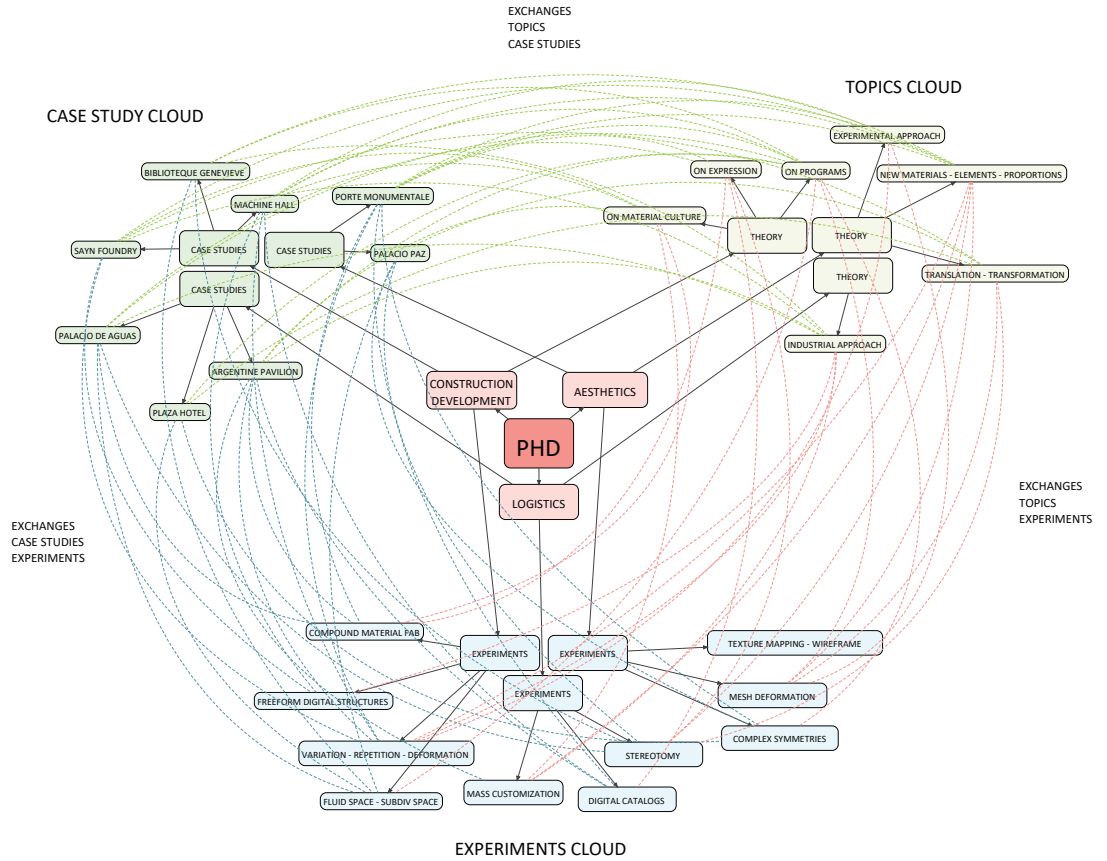 EXCHANGES
TOPICS
CASE STUDIES
CASE STUDY CLOUD
TOPICS CLOUD
EXPERIMENTAL APPROACH
BIBLIOTEQUE GENEVIEVE
ON EXPRESSION
ON PROGRAMS
NEW MATERIALS - ELEMENTS - PROPORTIONS
MACHINE HALL
PORTE MONUMENTALE
ON MATERIAL CULTURE
SAYN FOUNDRY
CASE STUDIES
CASE STUDIES
PALACIO PAZ
THEORY
THEORY
CASE STUDIES
THEORY
TRANSLATION - TRANSFORMATION
PALACIO DE AGUAS
INDUSTRIAL APPROACH
ARGENTINE PAVILION
PLAZA HOTEL
CONSTRUCTION
DEVELOPMENT
AESTHETICS
PHD
LOGISTICS
EXCHANGES
CASE STUDIES
EXPERIMENTS
EXCHANGES
TOPICS
EXPERIMENTS
COMPOUND MATERIAL FAB
EXPERIMENTS
EXPERIMENTS
TEXTURE MAPPING - WIREFRAME
FREEFORM DIGITAL STRUCTURES
EXPERIMENTS
MESH DEFORMATION
VARIATION - REPETITION - DEFORMATION
STEREOTOMY
COMPLEX SYMMETRIES
FLUID SPACE - SUBDIV SPACE
MASS CUSTOMIZATION
DIGITAL CATALOGS
EXPERIMENTS CLOUD